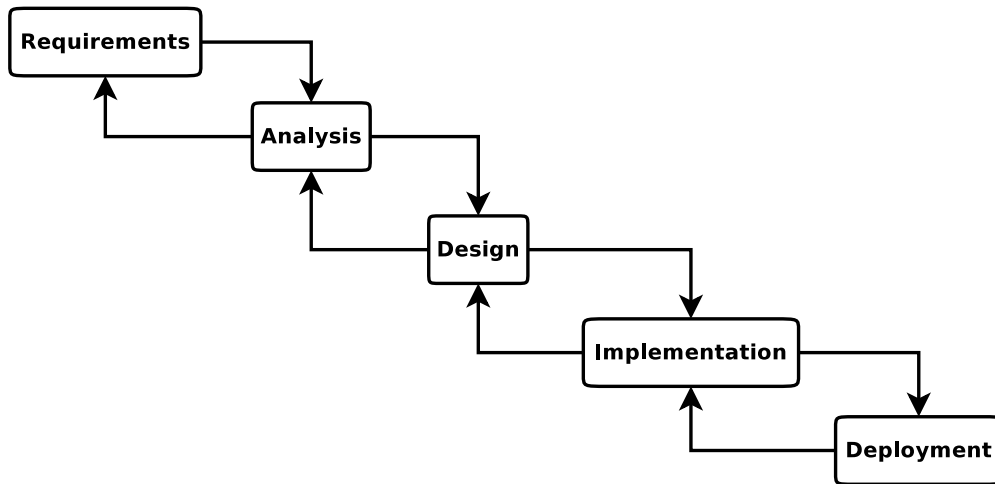 Requirements
Analysis
Design
Implementation
Deployment